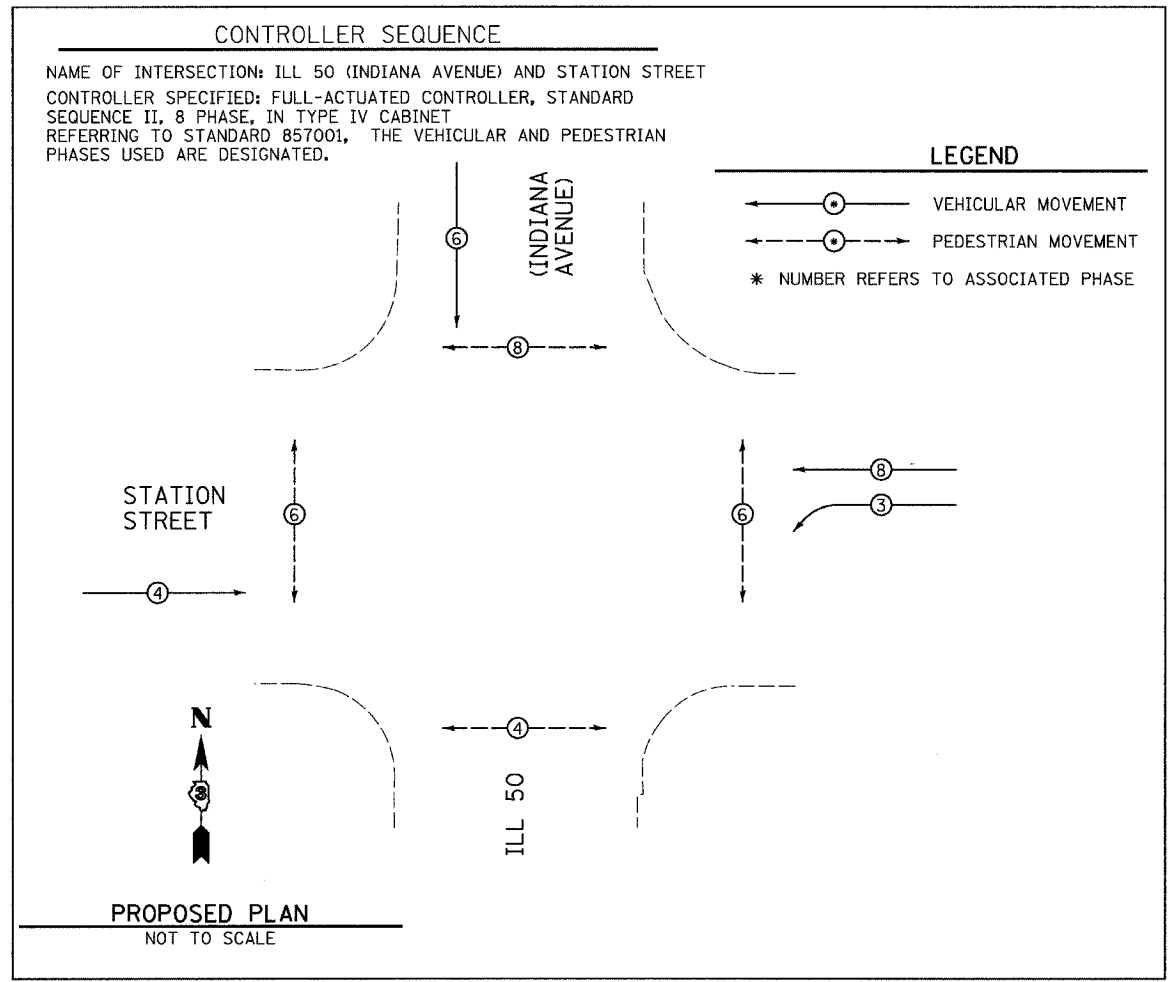 CONTROLLER SEQUENCE
NAME OF INTERSECTION: ILL 50 (INDIANA AVENUE) AND STATION STREET
CONTROLLER SPECIFIED: FULL-ACTUATED CONTROLLER, STANDARD
SEQUENCE II, 8 PHASE, IN TYPE IV CABINET
REFERRING TO STANDARD 857001, THE VEHICULAR AND PEDESTRIAN
PHASES USED ARE DESIGNATED.
LEGEND
* VEHICULAR MOVEMENT
* PEDESTRIAN MOVEMENT
* NUMBER REFERS TO ASSOCIATED PHASE
(INDIANA
AVENUE)
6
8
8
3
STATION
STREET
6
6
4
4
N
3
ILL 50
PROPOSED PLAN
NOT TO SCALE